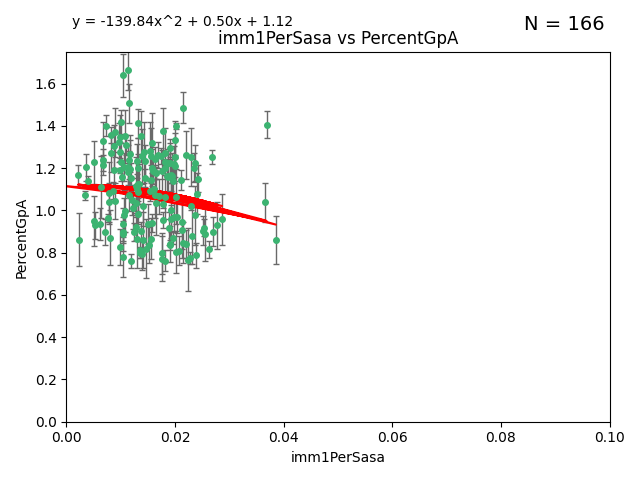 y = -139.84x^2 + 0.50x + 1.12
N = 166
imm1PerSasa vs PercentGpA
PercentGpA
1.6
1.4
1.2
1.0
0.8
0.6
0.4
0.2
0.0
0.00 0.02 0.04 0.06 0.08 0.10
imm1PerSasa